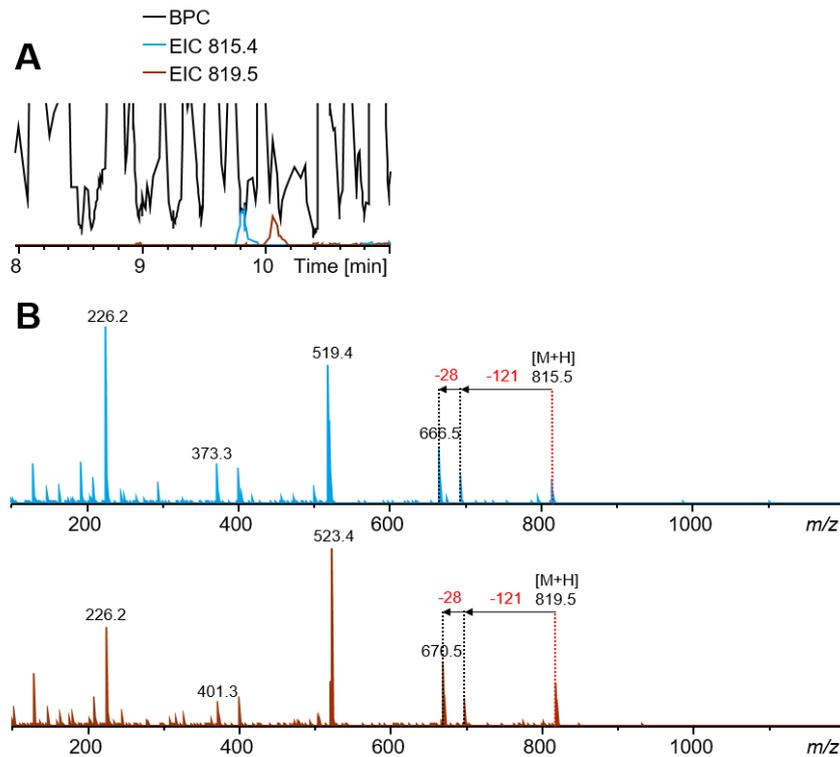 BPC
EIC 815.4
EIC 819.5
A
8 9 10 Time [min]
B
226.2
519.4
[M+H]
-28 -121 815.5
666.5
373.3
200 400 600 800 1000 m/z
523.4
[M+H]
-28 -121 819.5
226.2
670.5
401.3
200 400 600 800 1000 m/z